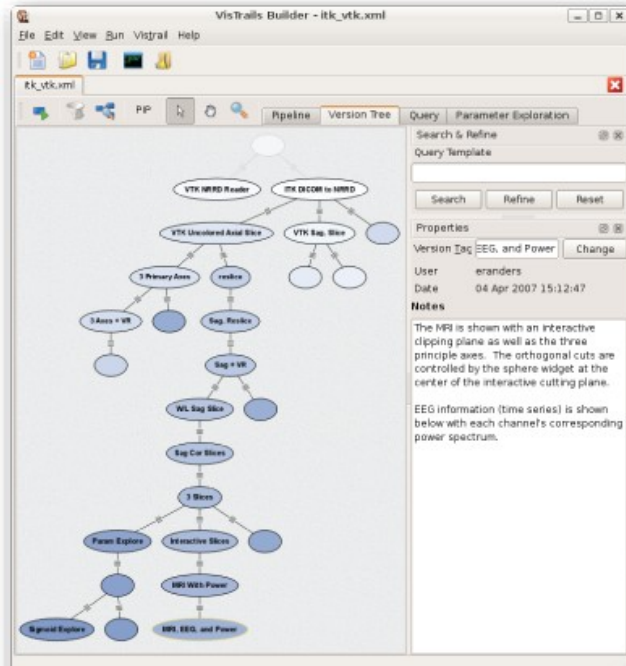 VisTrails Builder - itk_vtk.xml
File Edit View Run Vistrail Help
itk_vtk.xml
PIP
Pipeline Version Tree Query Parameter Exploration
Search & Refine
Query Template
Search Refine Reset
Properties
Version Tag EEG, and Power Change
User eranders
Date 04 Apr 2007 15:12:47
Notes
The MRI is shown with an interactive
clipping plane as well as the three
principle axes. The orthogonal cuts are
controlled by the sphere widget at the
center of the interactive cutting plane.
EEG information (time series) is shown
below with each channel's corresponding
power spectrum.
VTK NRRD Reader ITK DICOM to NRRD
VTK Uncolored Axial Slice VTK Sag. Slice
3 Primary Axes reslice
3 Axes + VR Sag. Reslice
Sag + VR
W/L Sag Slice
Sag Cor Slices
3 Slices
Param Explore Interactive Slices
MRI With Power
Sigmoid Explore MRI, EEG, and Power